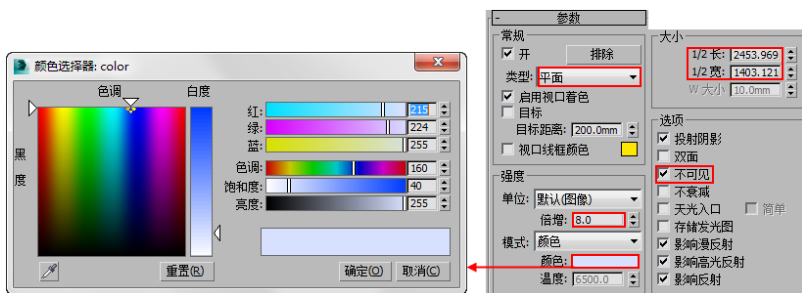 颜色选择器: color
色调
白度
黑度
红: 215
绿: 224
蓝: 255
色调: 160
饱和度: 40
亮度: 255
重置(R)
确定(O)
取消(C)
- 参数
常规
开
排除
类型: 平面
启用视口着色
目标
目标距离: 200.0mm
视口线框颜色
强度
单位: 默认(图像)
倍增: 8.0
模式: 颜色
颜色:
温度: 6500.0
大小
1/2 长: 2453.969
1/2 宽: 1403.121
W 大小 10.0mm
选项
投射阴影
双面
不可见
不衰减
天光入口 简单
存储发光图
影响漫反射
影响高光反射
影响反射